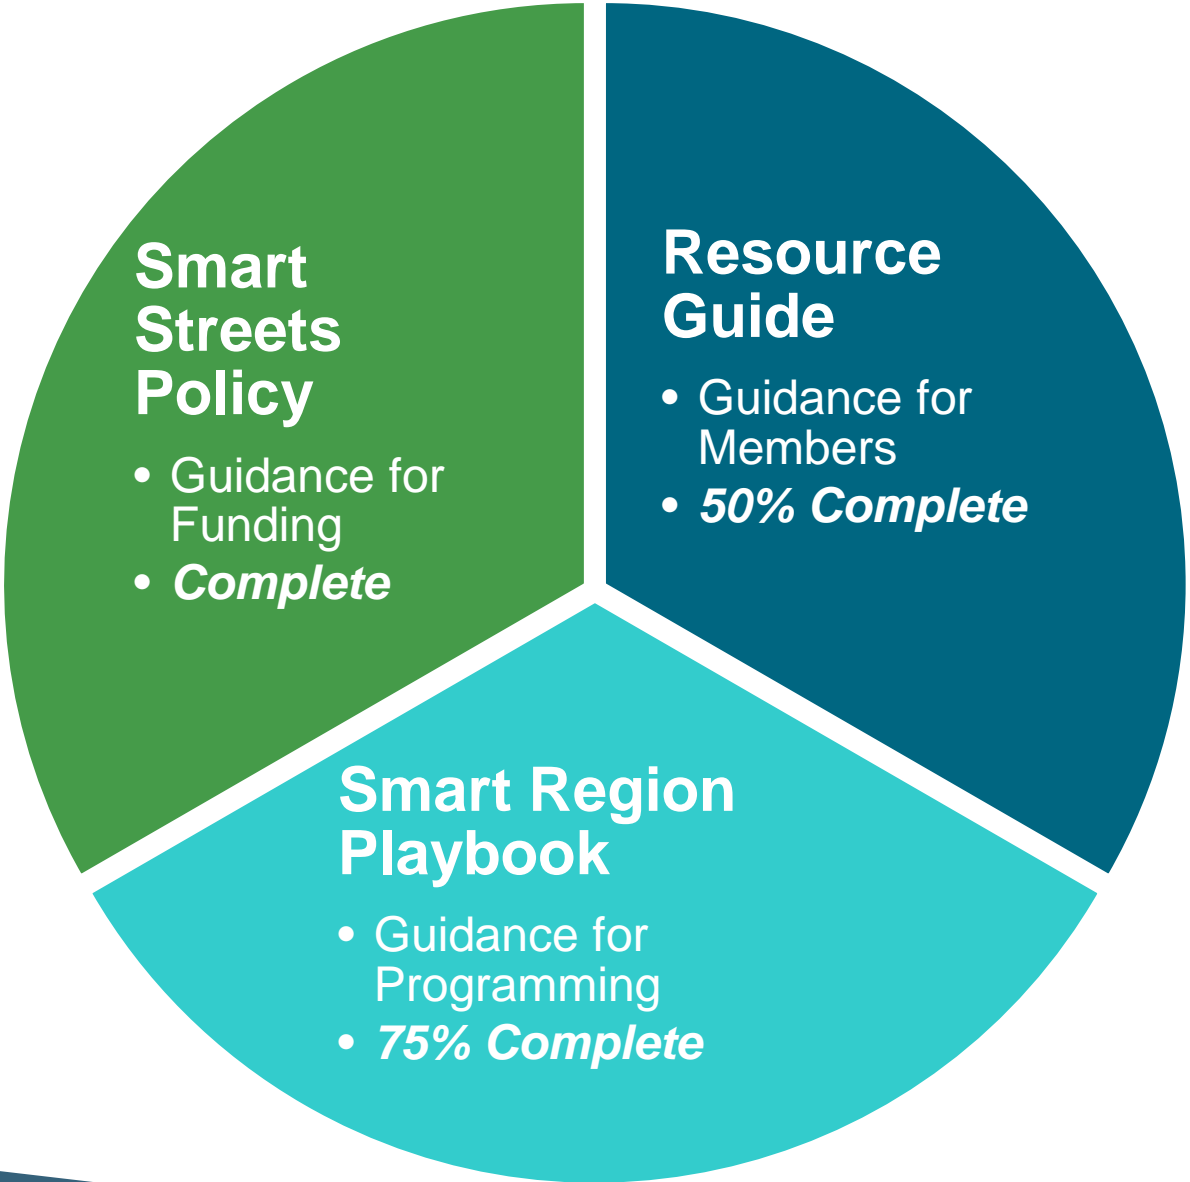 Smart
Streets
Policy
• Guidance for
Funding
• Complete
Resource
Guide
• Guidance for
Members
• 50% Complete
Smart Region
Playbook
• Guidance for
Programming
• 75% Complete